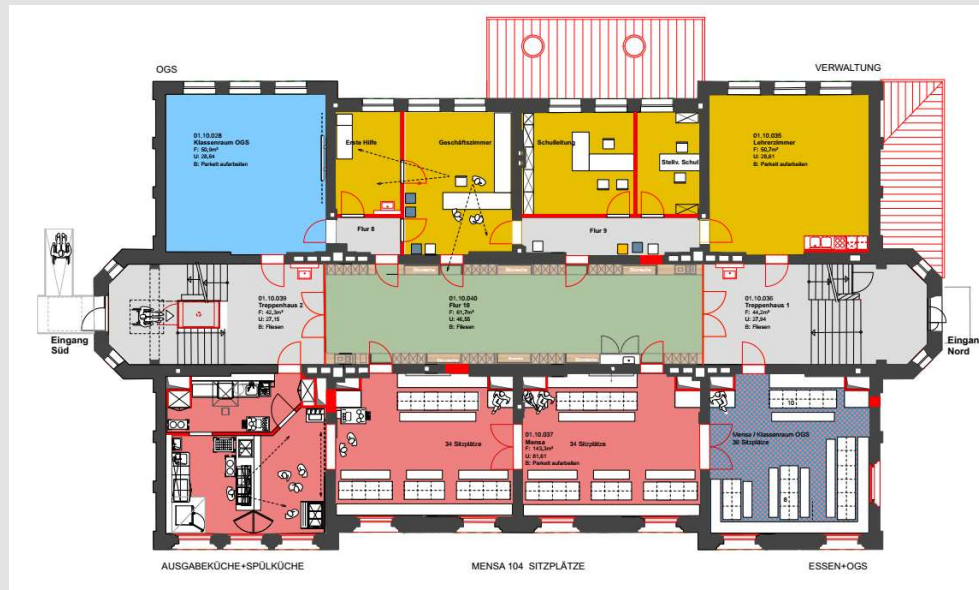 OGS
VERWALTUNG
01.10.028
Klassenraum OGS
F: 50,9m²
U: 28,64
B: Parkett aufarbeiten
Erste Hilfe
Geschäftszimmer
Schulleitung
Stellv. Schul
01.10.035
Lehrerzimmer
F: 50,7m²
U: 28,61
B: Parkett aufarbeiten
Flur 8
Flur 9
01.10.039
Treppenhaus 2
F: 42,3m²
U: 27,15
B: Fliesen
01.10.040
Flur 10
F: 61,7m²
U: 46,55
B: Fliesen
01.10.036
Treppenhaus 1
F: 44,2m²
U: 27,94
B: Fliesen
Eingang
Süd
Eingan
Nord
34 Sitzplätze
01.10.037
Mensa
F: 143,3m²
U: 81,61
B: Parkett aufarbeiten
34 Sitzplätze
10
Mensa / Klassenraum OGS
36 Sitzplätze
8
AUSGABEKÜCHE+SPÜLKÜCHE
MENSA 104 SITZPLÄTZE
ESSEN+OGS